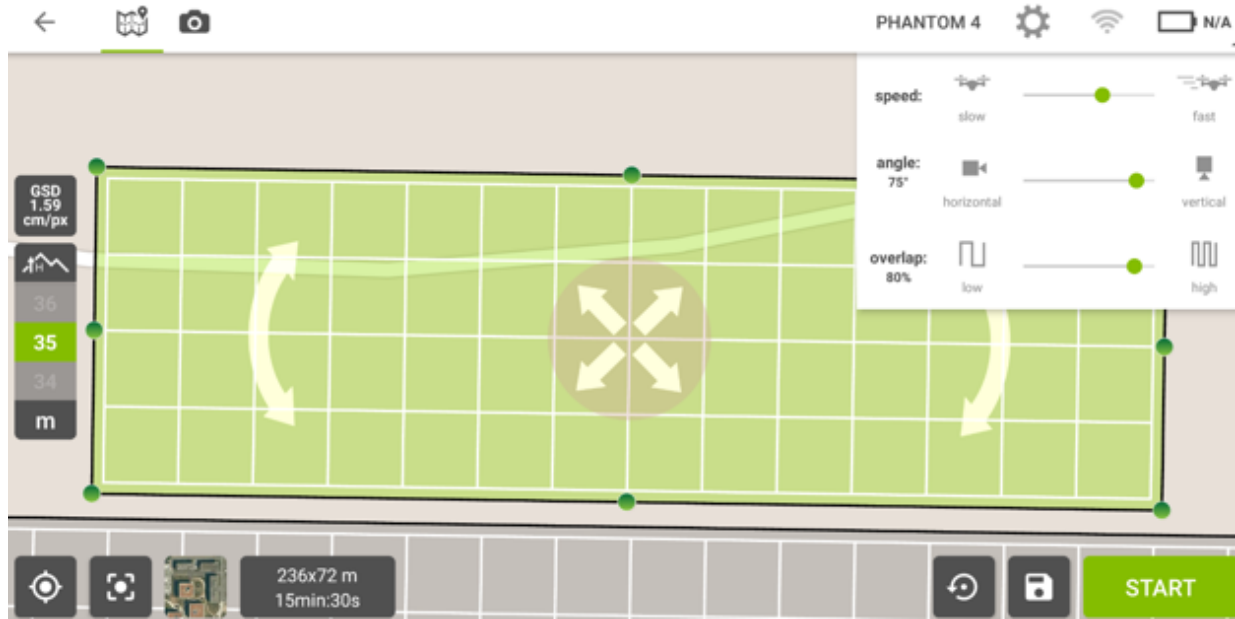 PHANTOM 4
N/A
speed:
slow
fast
angle:
75°
horizontal
vertical
overlap:
80%
low
high
GSD
1.59
cm/px
H
36
35
34
m
236x72 m
15min:30s
START